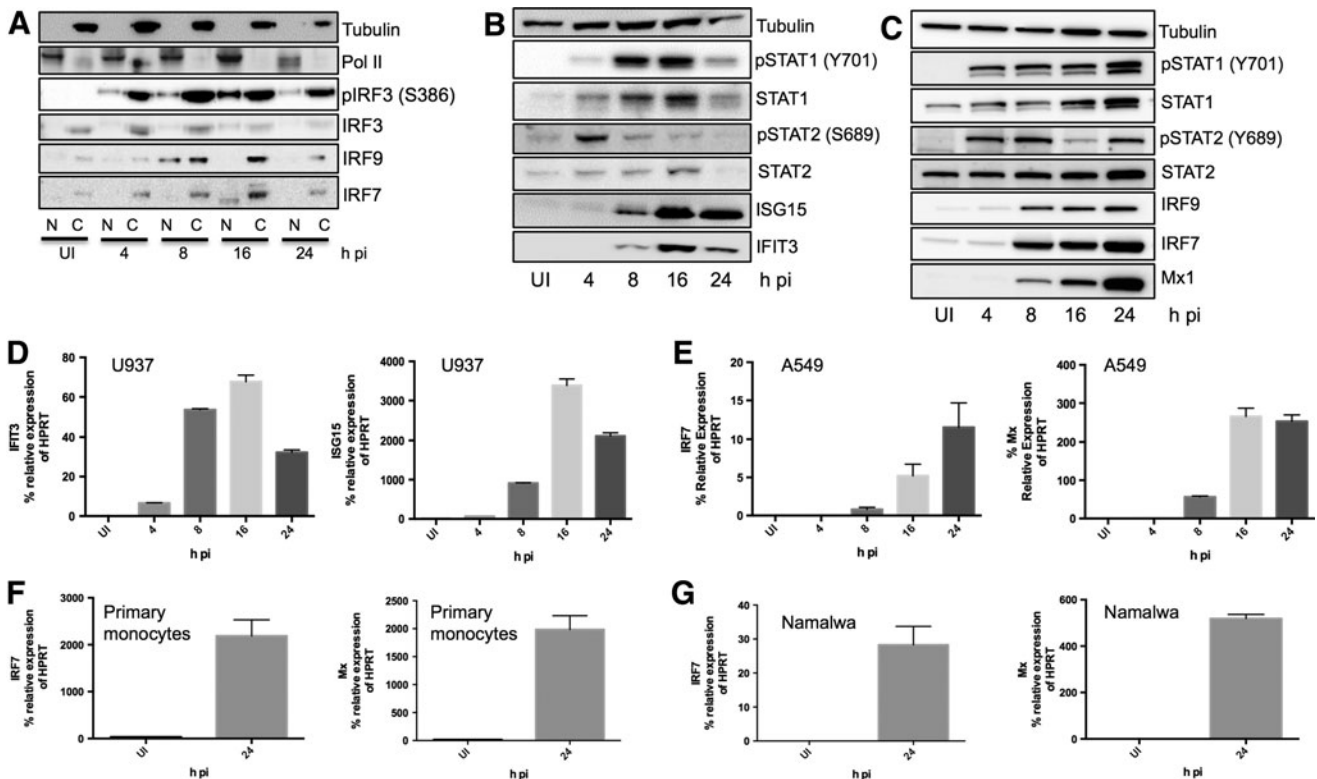 A
Tubulin
Pol II
pIRF3 (S386)
IRF3
IRF9
IRF7
N C N C N C N C N C
UI 4 8 16 24 h pi
B
Tubulin
pSTAT1 (Y701)
STAT1
pSTAT2 (S689)
STAT2
ISG15
IFIT3
UI 4 8 16 24 h pi
C
Tubulin
pSTAT1 (Y701)
STAT1
pSTAT2 (Y689)
STAT2
IRF9
IRF7
Mx1
UI 4 8 16 24 h pi
D
U937
IFIT3
% relative expression
of HPRT
80
60
40
20
0
UI 4 8 16 24
h pi
U937
ISG15
% relative expression
of HPRT
4000
3000
2000
1000
0
UI 4 8 16 24
h pi
E
A549
IRF7
% Relative Expression
of HPRT
20
15
10
5
0
UI 4 8 16 24
h pi
A549
% Mx
Relative Expression
of HPRT
400
300
200
100
0
UI 4 8 16 24
h pi
F
Primary
monocytes
IRF7
% relative expression
of HPRT
3000
2000
1000
0
UI 24
h pi
Primary
monocytes
Mx
% relative expression
of HPRT
2500
2000
1500
1000
500
0
UI 24
h pi
G
Namalwa
IRF7
% relative expression
of HPRT
40
30
20
10
0
UI 24
h pi
Namalwa
Mx
% relative expression
of HPRT
600
400
200
0
UI 24
h pi